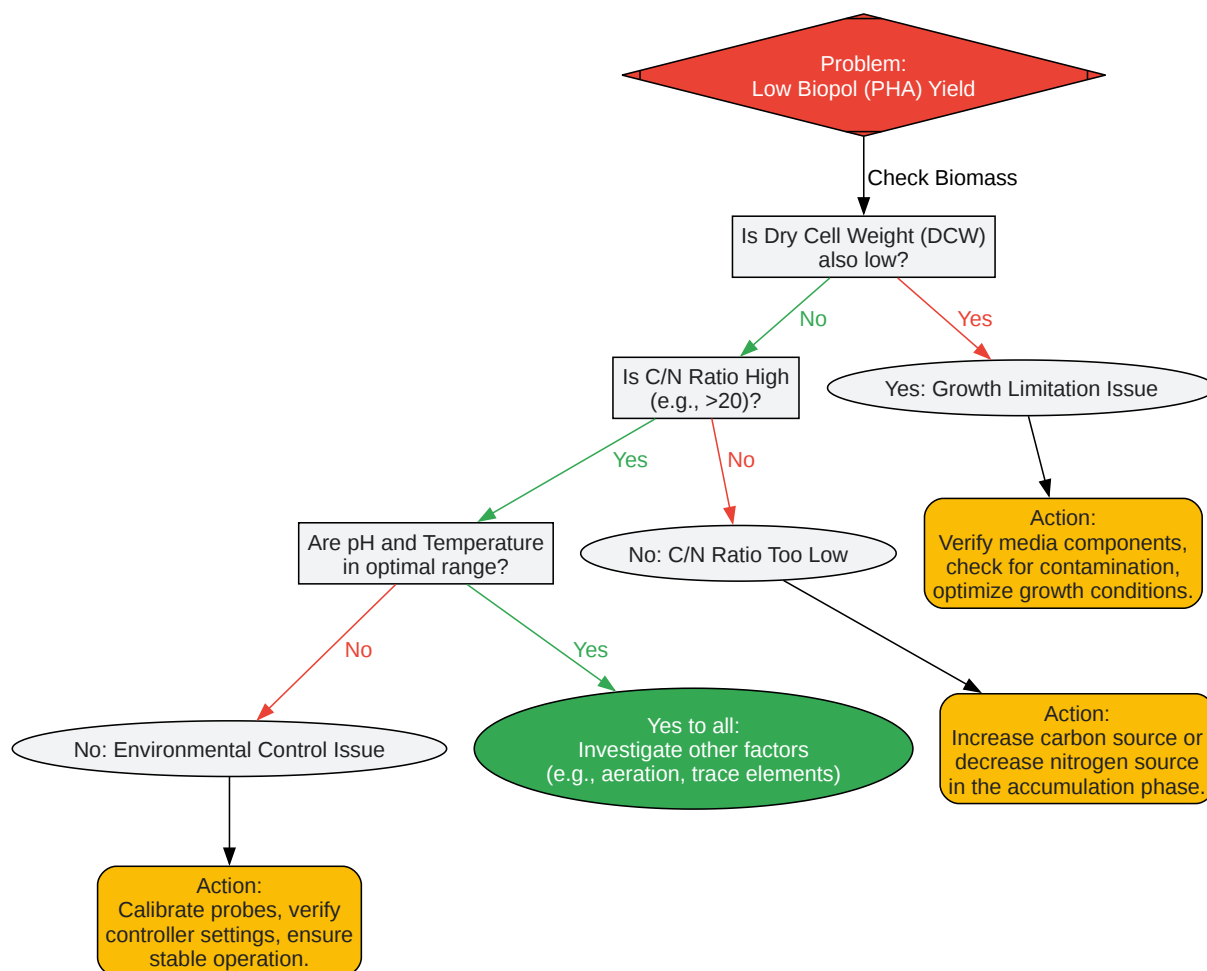 Problem:
Low Biopol (PHA) Yield
Check Biomass
Is Dry Cell Weight (DCW)
also low?
No
Yes
Is C/N Ratio High
(e.g., >20)?
Yes: Growth Limitation Issue
Yes
No
Action:
Verify media components,
check for contamination,
optimize growth conditions.
Are pH and Temperature
in optimal range?
No: C/N Ratio Too Low
No
Yes
Action:
Increase carbon source or
decrease nitrogen source
in the accumulation phase.
No: Environmental Control Issue
Yes to all:
Investigate other factors
(e.g., aeration, trace elements)
Action:
Calibrate probes, verify
controller settings, ensure
stable operation.